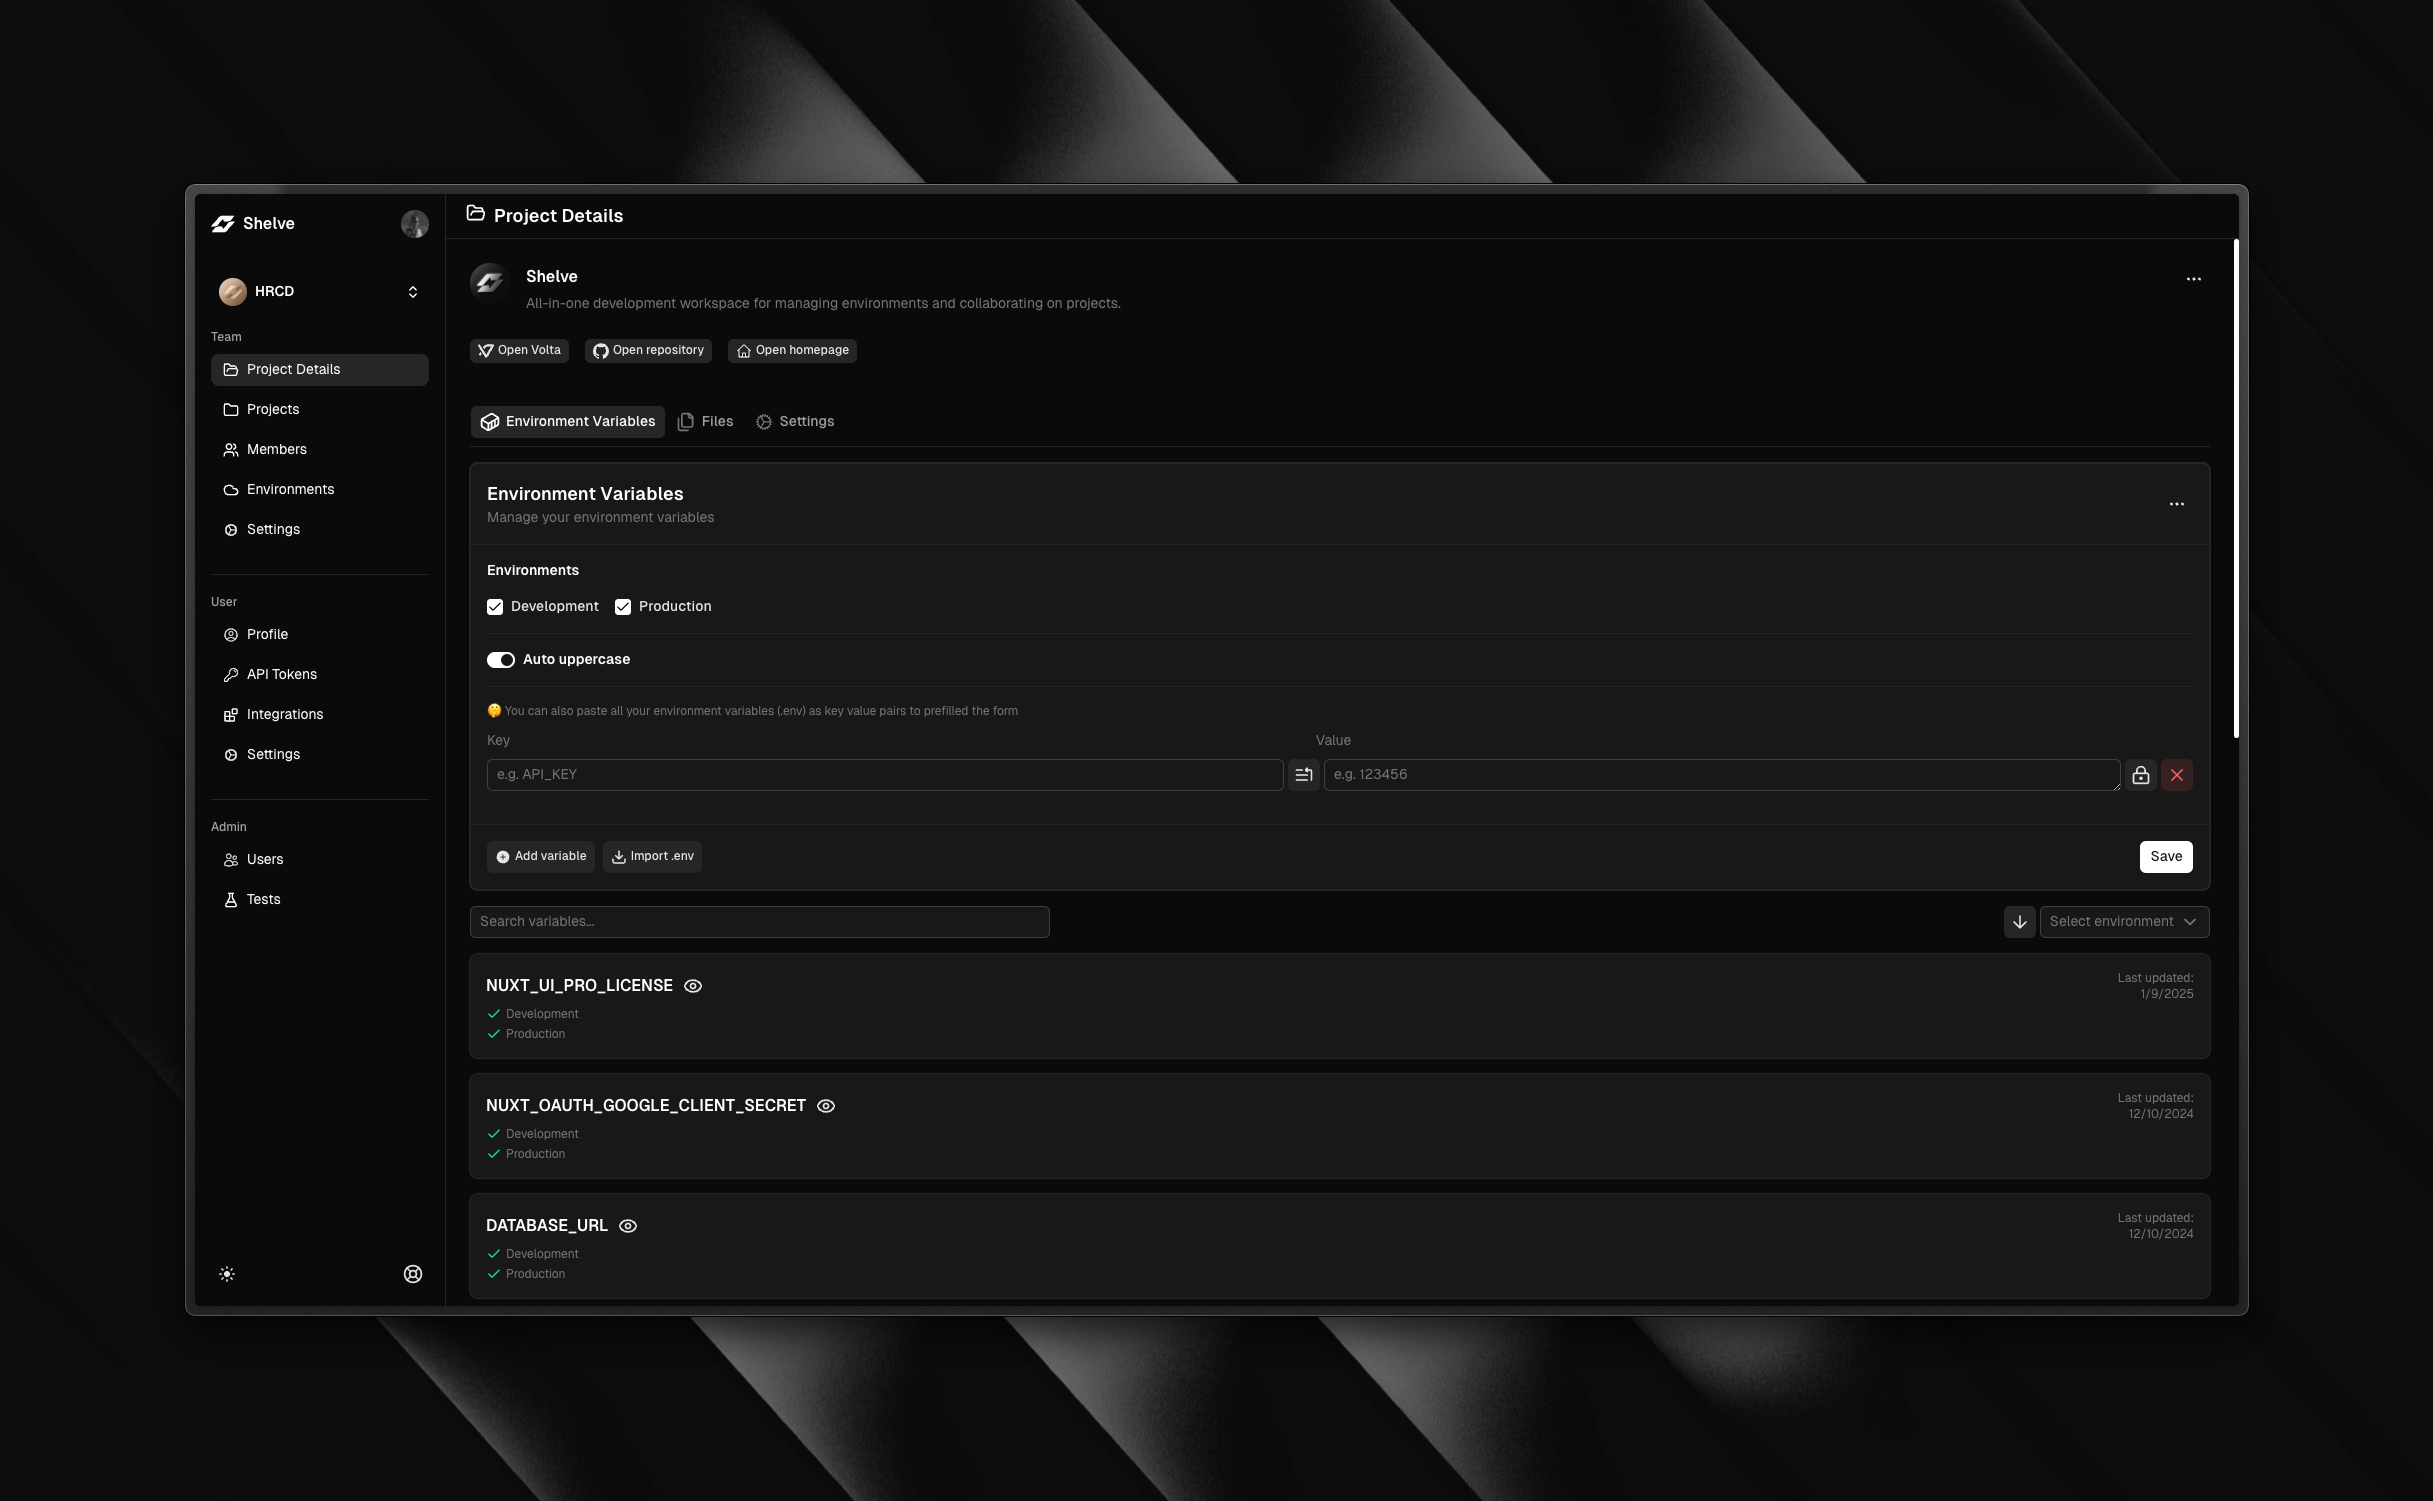 Shelve
HRCD
Team
Project Details
Projects
Members
Environments
Settings
User
Profile
API Tokens
Integrations
Settings
Admin
Users
Tests
Project Details
Shelve
All-in-one development workspace for managing environments and collaborating on projects.
Open Volta
Open repository
Open homepage
Environment Variables
Files
Settings
Environment Variables
Manage your environment variables
Environments
Development
Production
Auto uppercase
🤫 You can also paste all your environment variables (.env) as key value pairs to prefilled the form
Key
Value
e.g. API_KEY
e.g. 123456
Add variable
Import .env
Save
Search variables...
Select environment
NUXT_UI_PRO_LICENSE
Last updated:
1/9/2025
Development
Production
NUXT_OAUTH_GOOGLE_CLIENT_SECRET
Last updated:
12/10/2024
Development
Production
DATABASE_URL
Last updated:
12/10/2024
Development
Production